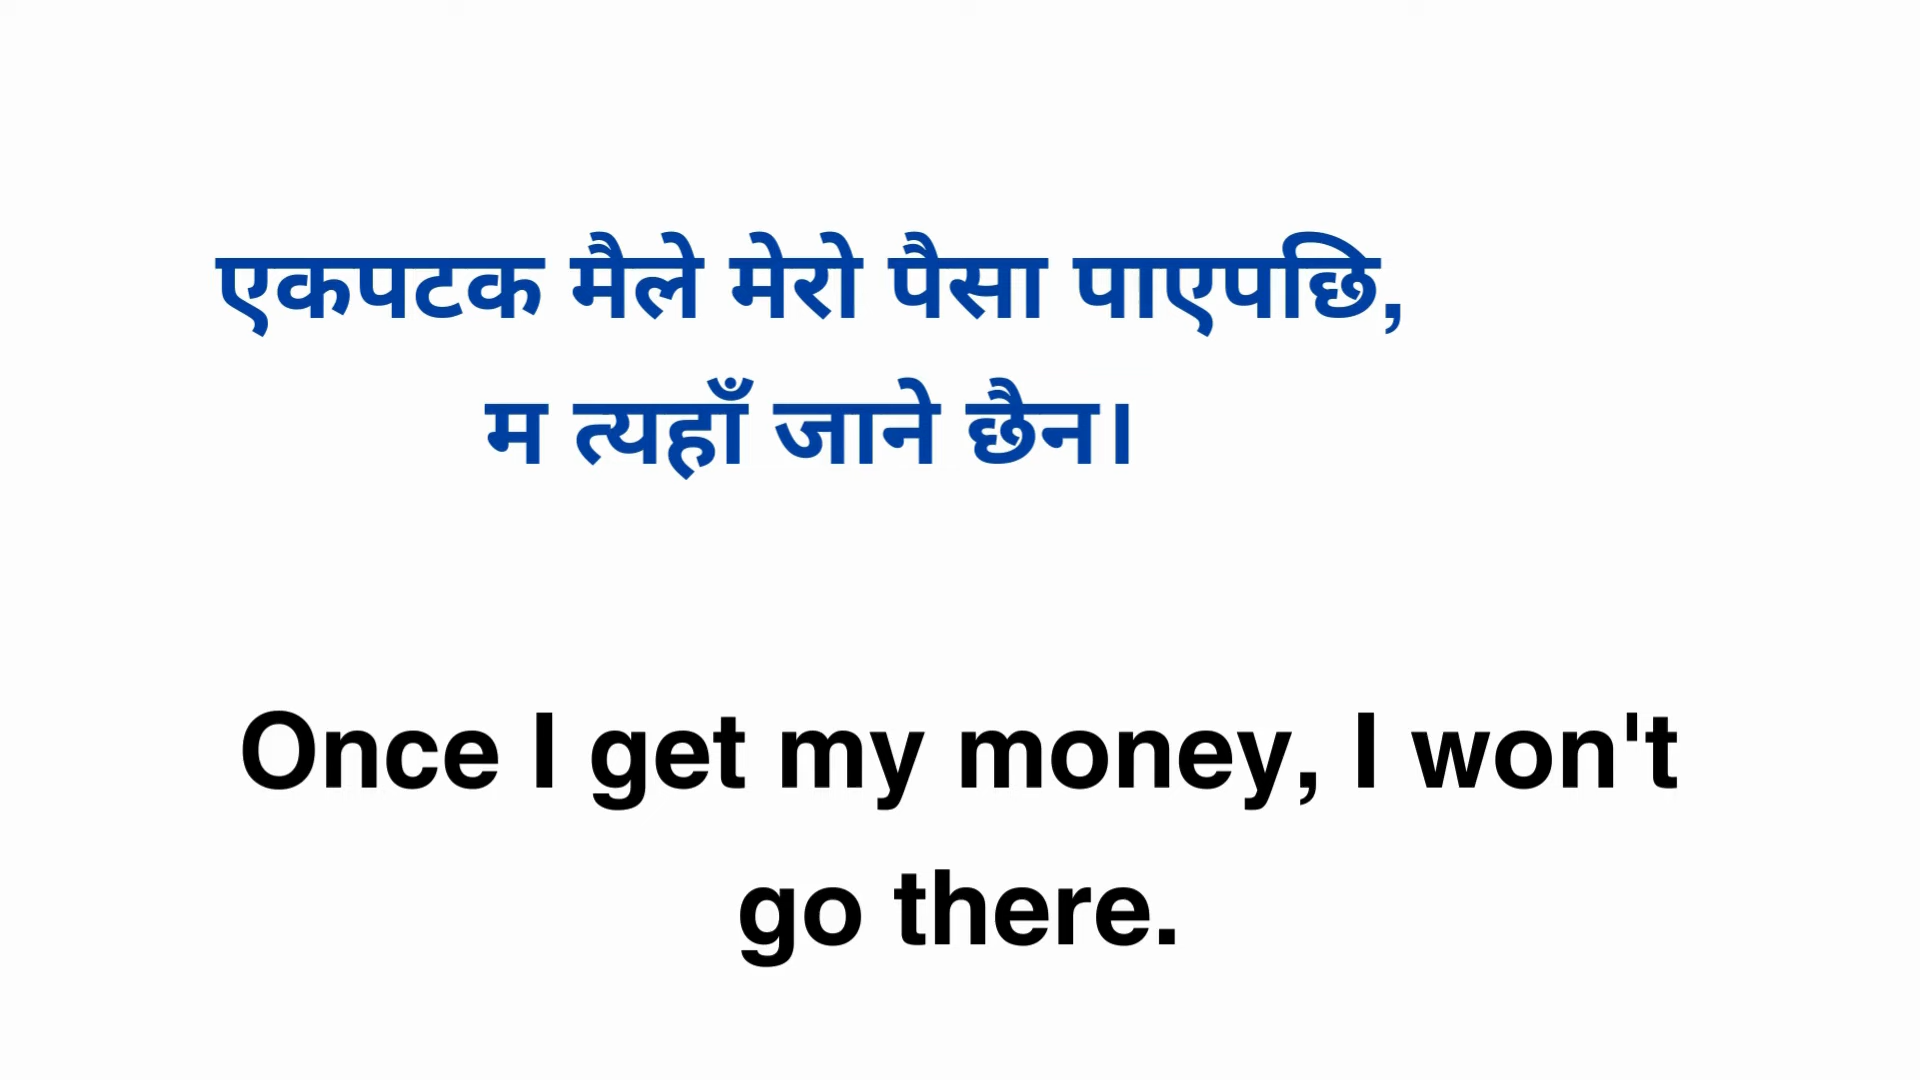 एकपटक मैले मेरो पैसा पाएपछि,
म त्यहाँ जाने छैन।
Once I get my money, I won't
go there.